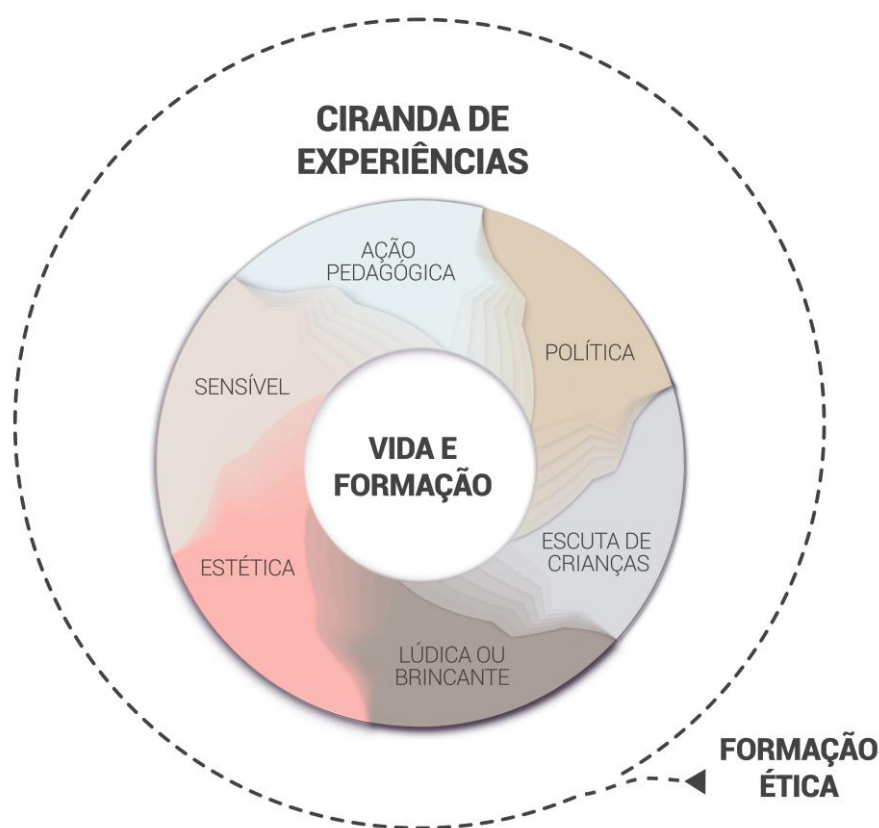 CIRANDA DE
EXPERIÊNCIAS
AÇÃO
PEDAGÓGICA
POLÍTICA
SENSÍVEL
VIDA E
FORMAÇÃO
ESCUTA DE
CRIANÇAS
ESTÉTICA
LÚDICA OU
BRINCANTE
FORMAÇÃO
ÉTICA